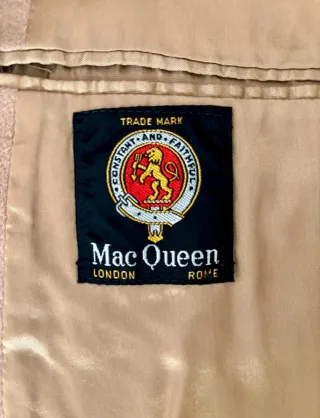 TRADE MARK
CONSTANT · AND · FAITHFUL
Mac Queen
LONDON ROME